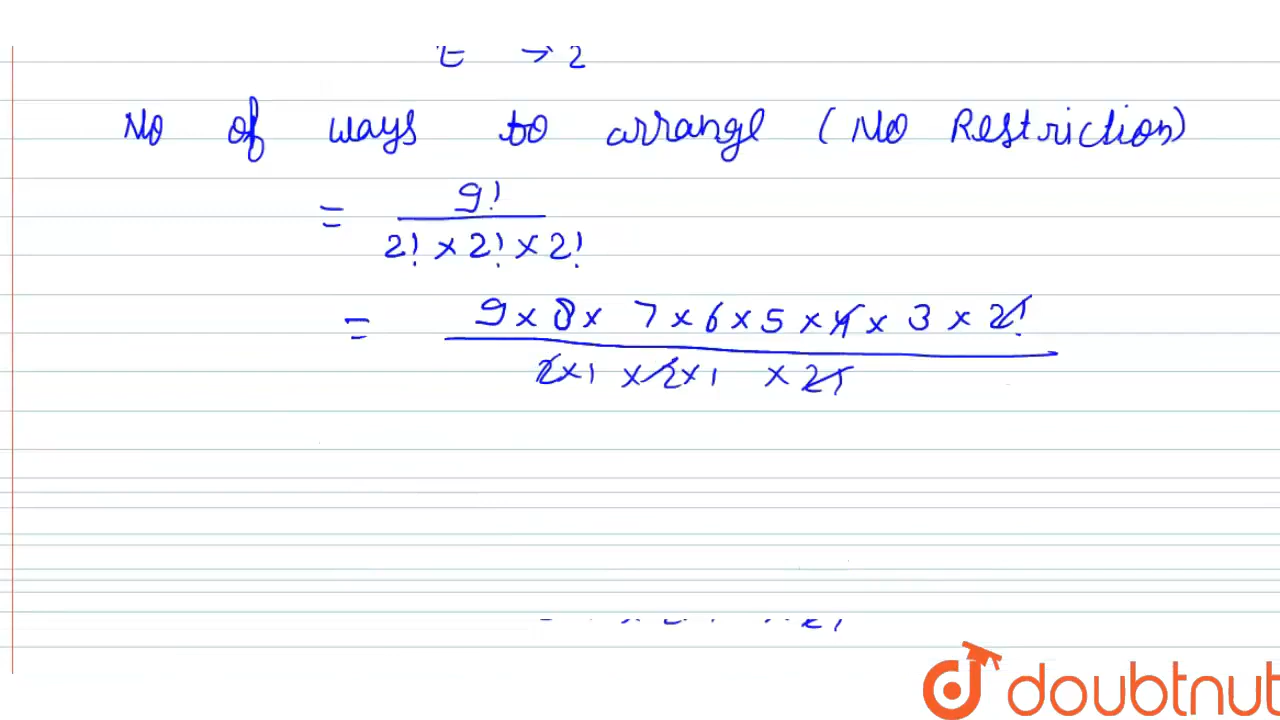 → 2
No of ways to arrange (No Restriction)
= 9! / 2! × 2! × 2!
= 9 × 8 × 7 × 6 × 5 × 4 × 3 × 2! / 2×1 × 2×1 × 2!
doubtnut